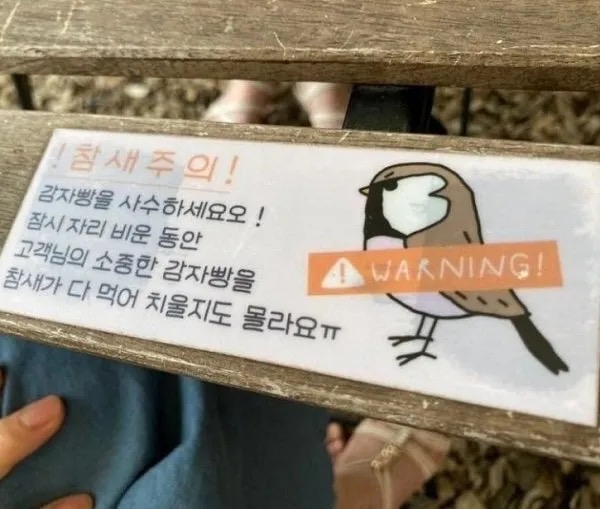 ! 참새주의!
감자빵을 사수하세요오 !
잠시 자리 비운 동안
고객님의 소중한 감자빵을
참새가 다 먹어 치울지도 몰라요ㅠ
WARNING!